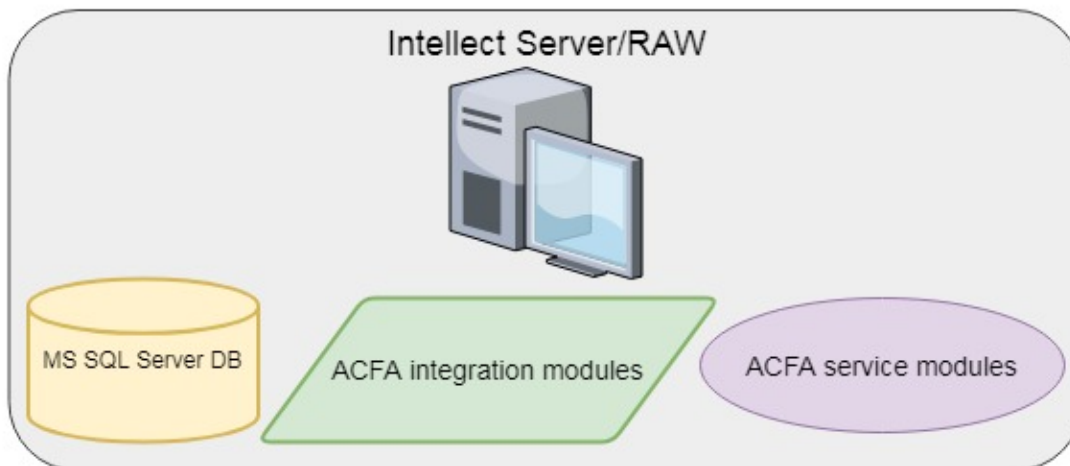 Intellect Server/RAW
MS SQL Server DB
ACFA integration modules
ACFA service modules